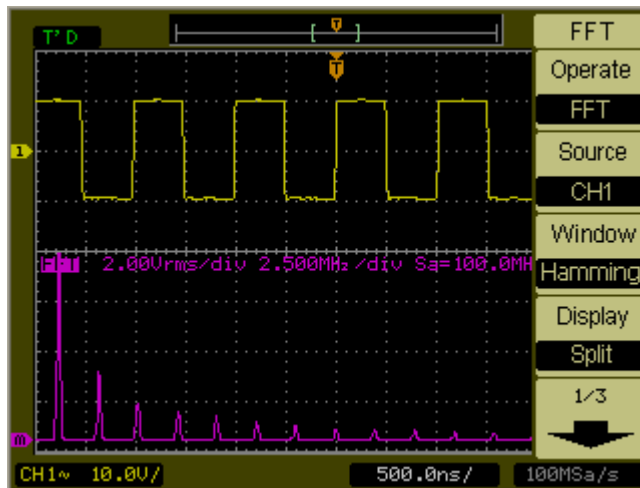 T'D
T
T
FFT
Operate
FFT
Source
CH1
Window
Hamming
Display
Split
1/3
1
FFT 2.00Vrms/div 2.500MHz/div Sa=100.0MH
m
CH1~ 10.0V/
500.0ns/
100MSa/s